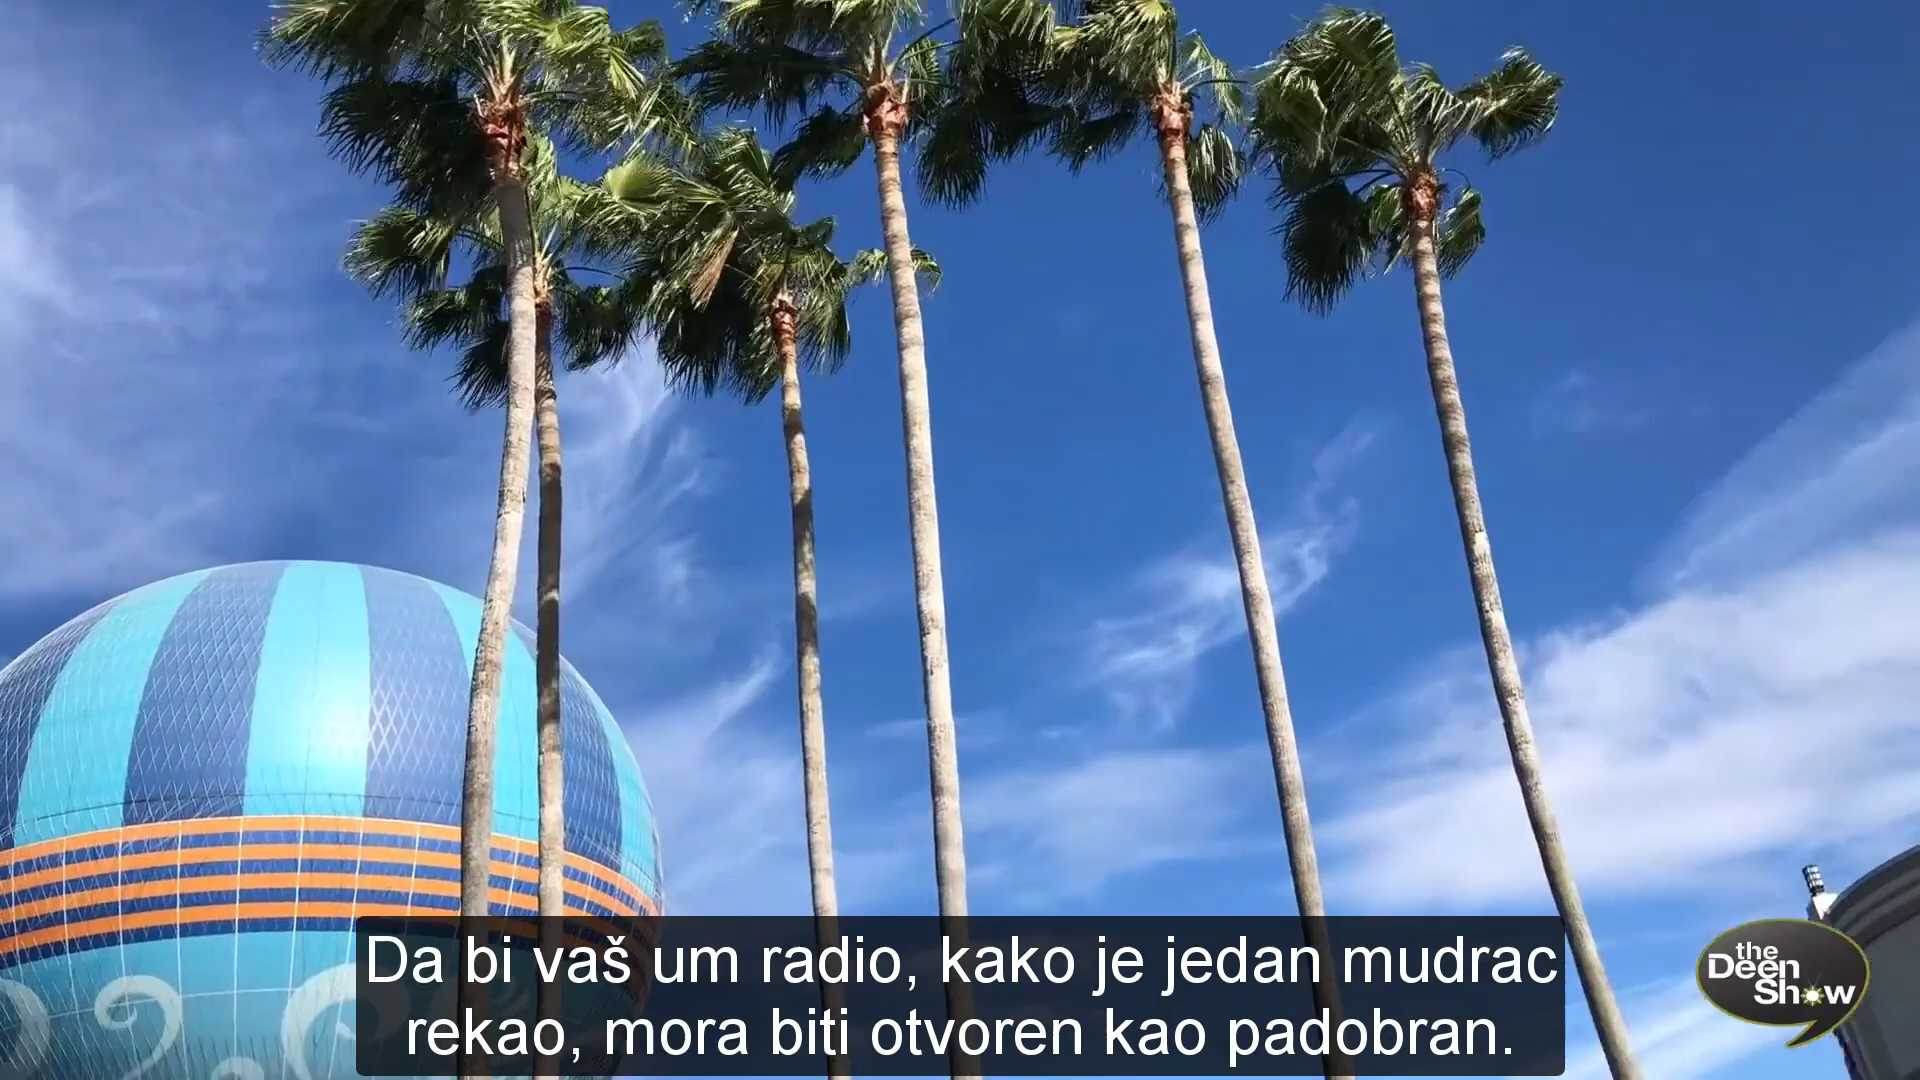 Da bi vaš um radio, kako je jedan mudrac
rekao, mora biti otvoren kao padobran.
the
Deen
Show